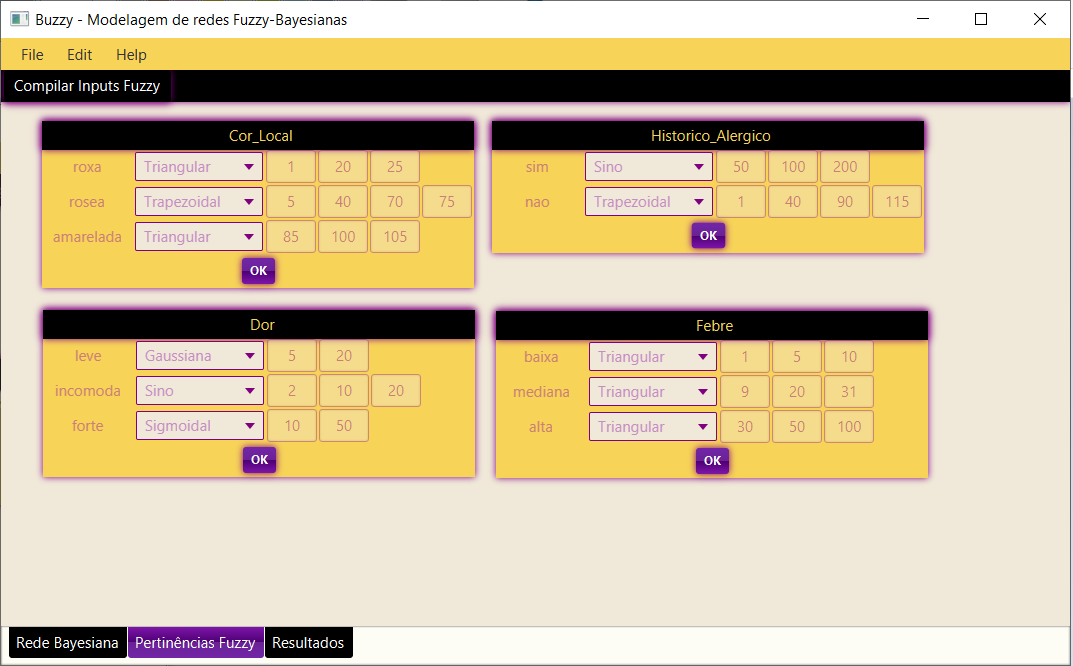 Buzzy - Modelagem de redes Fuzzy-Bayesianas
File Edit Help
Compilar Inputs Fuzzy
Cor_Local
roxa Triangular 1 20 25
rosea Trapezoidal 5 40 70 75
amarelada Triangular 85 100 105
OK
Historico_Alergico
sim Sino 50 100 200
nao Trapezoidal 1 40 90 115
OK
Dor
leve Gaussiana 5 20
incomoda Sino 2 10 20
forte Sigmoidal 10 50
OK
Febre
baixa Triangular 1 5 10
mediana Triangular 9 20 31
alta Triangular 30 50 100
OK
Rede Bayesiana Pertinências Fuzzy Resultados